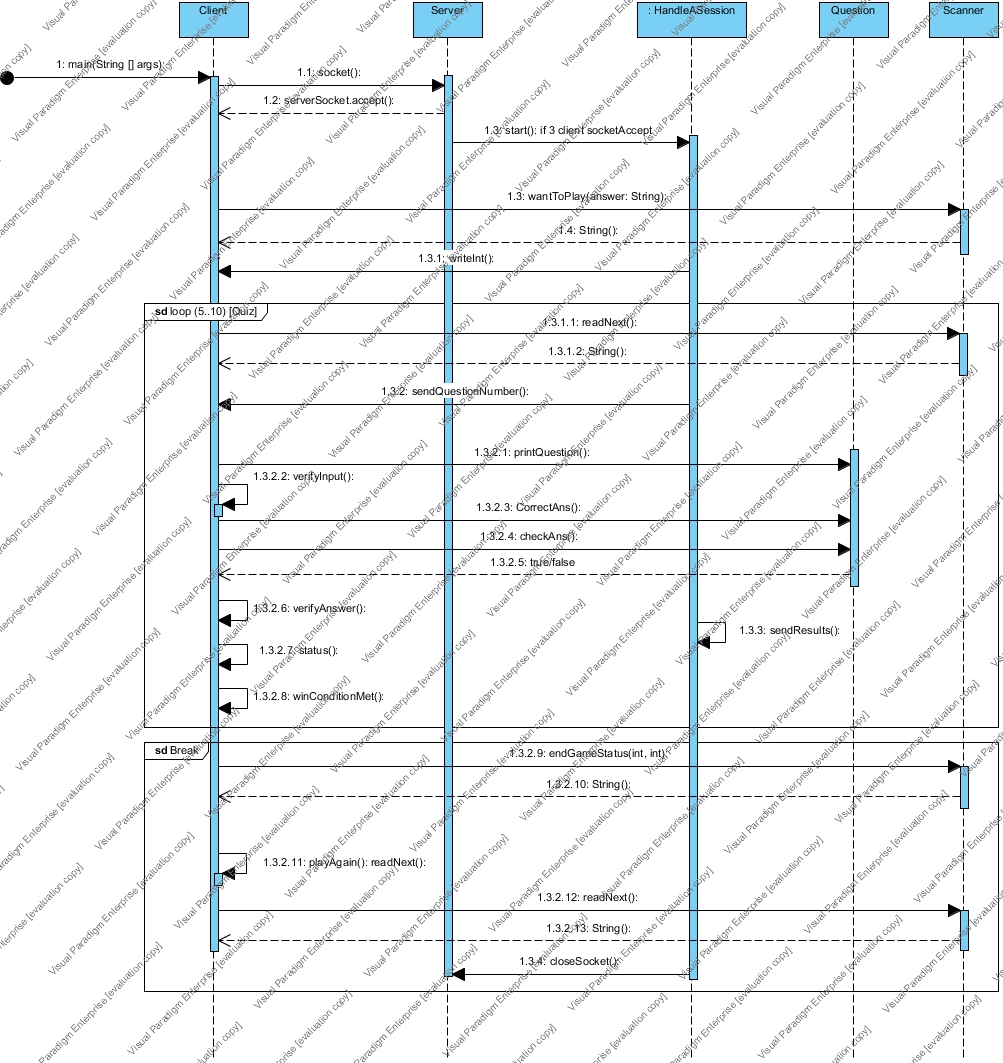 Client
Server
: HandleASession
Question
Scanner
1: main(String [] args):
1.1: socket():
1.2: serverSocket.accept():
1.3: start(): if 3 client socketAccept
1.3: wantToPlay(answer: String):
1.4: String():
1.3.1: writeInt():
sd loop (5..10) [Quiz]
1.3.1.1: readNext():
1.3.1.2: String():
1.3.2: sendQuestionNumber():
1.3.2.1: printQuestion():
1.3.2.2: verifyInput():
1.3.2.3: CorrectAns():
1.3.2.4: checkAns():
1.3.2.5: true/false
1.3.2.6: verifyAnswer():
1.3.3: sendResults():
1.3.2.7: status():
1.3.2.8: winConditionMet():
sd Break
1.3.2.9: endGameStatus(int, int):
1.3.2.10: String():
1.3.2.11: playAgain(): readNext():
1.3.2.12: readNext():
1.3.2.13: String():
1.3.4: closeSocket():
Visual Paradigm Enterprise [evaluation copy]